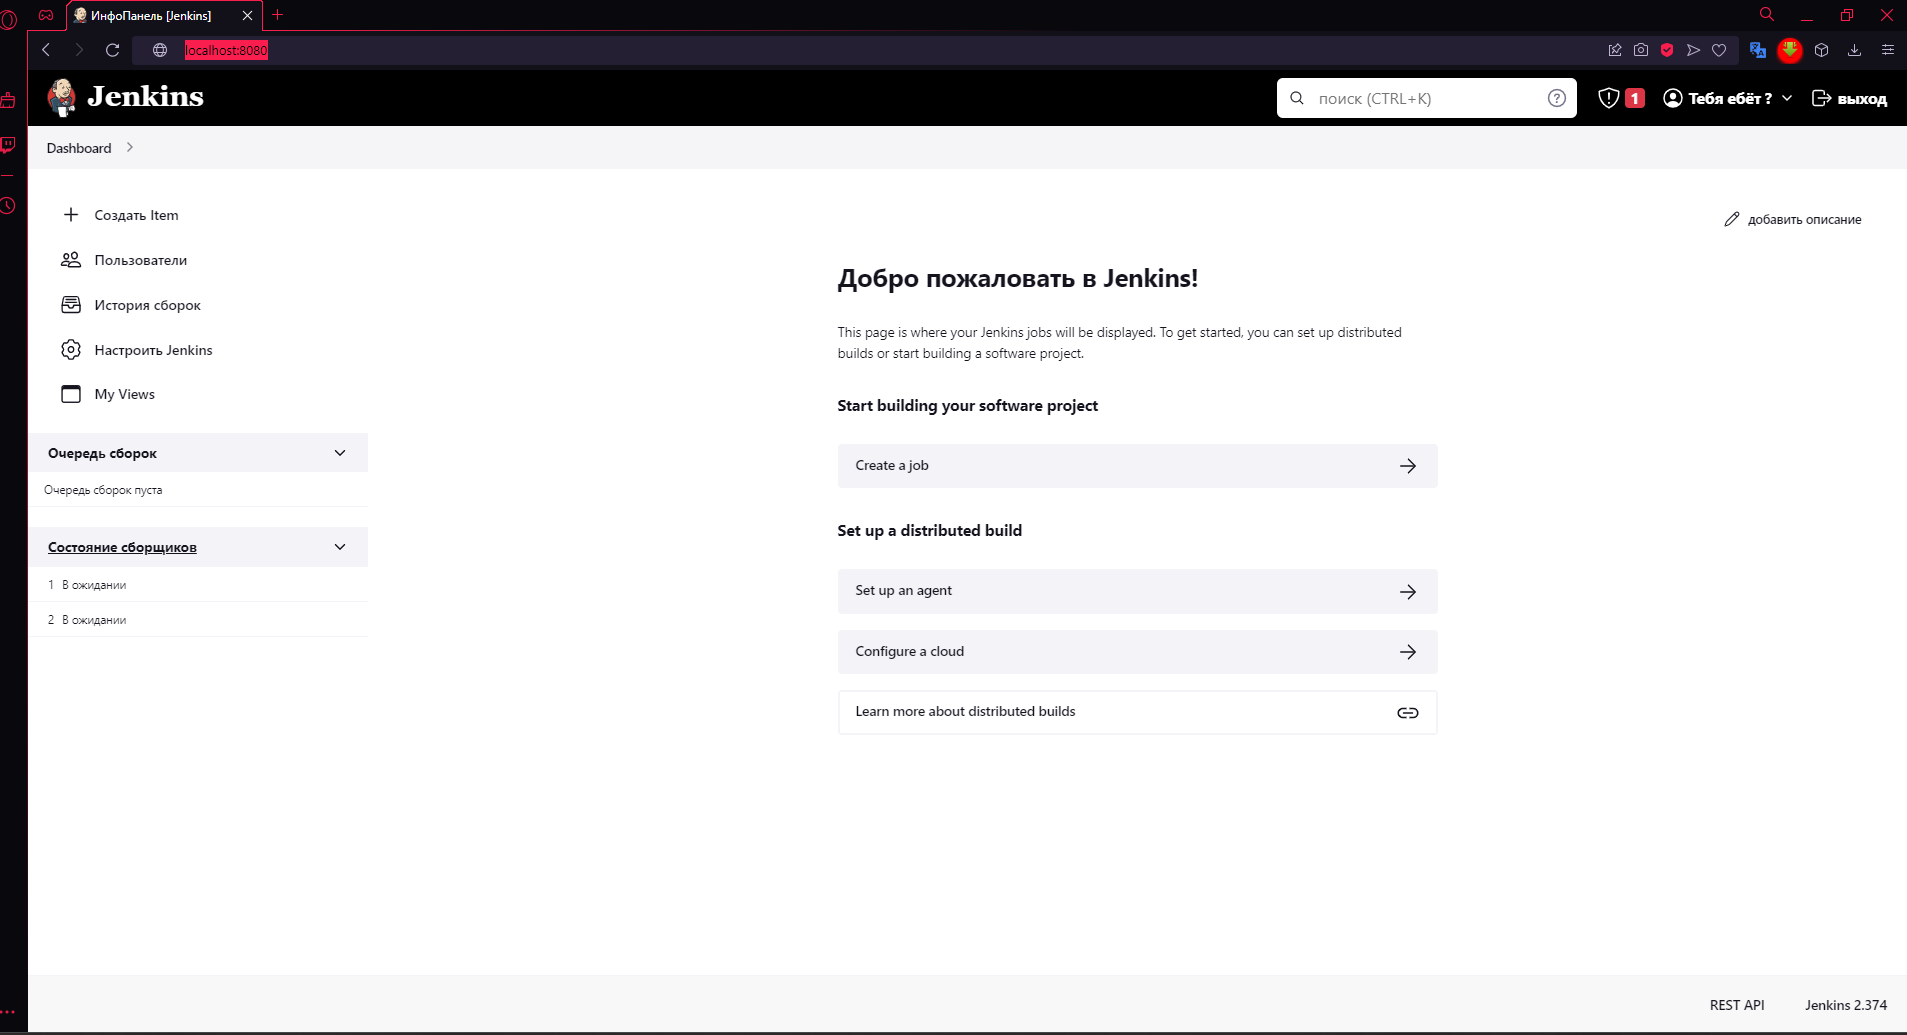 ИнфоПанель [Jenkins]
localhost:8080
Jenkins
поиск (CTRL+K)
1
Тебя ебёт ?
выход
Dashboard
Создать Item
Пользователи
История сборок
Настроить Jenkins
My Views
Очередь сборок
Очередь сборок пуста
Состояние сборщиков
1 В ожидании
2 В ожидании
добавить описание
Добро пожаловать в Jenkins!
This page is where your Jenkins jobs will be displayed. To get started, you can set up distributed
builds or start building a software project.
Start building your software project
Create a job
Set up a distributed build
Set up an agent
Configure a cloud
Learn more about distributed builds
REST API
Jenkins 2.374